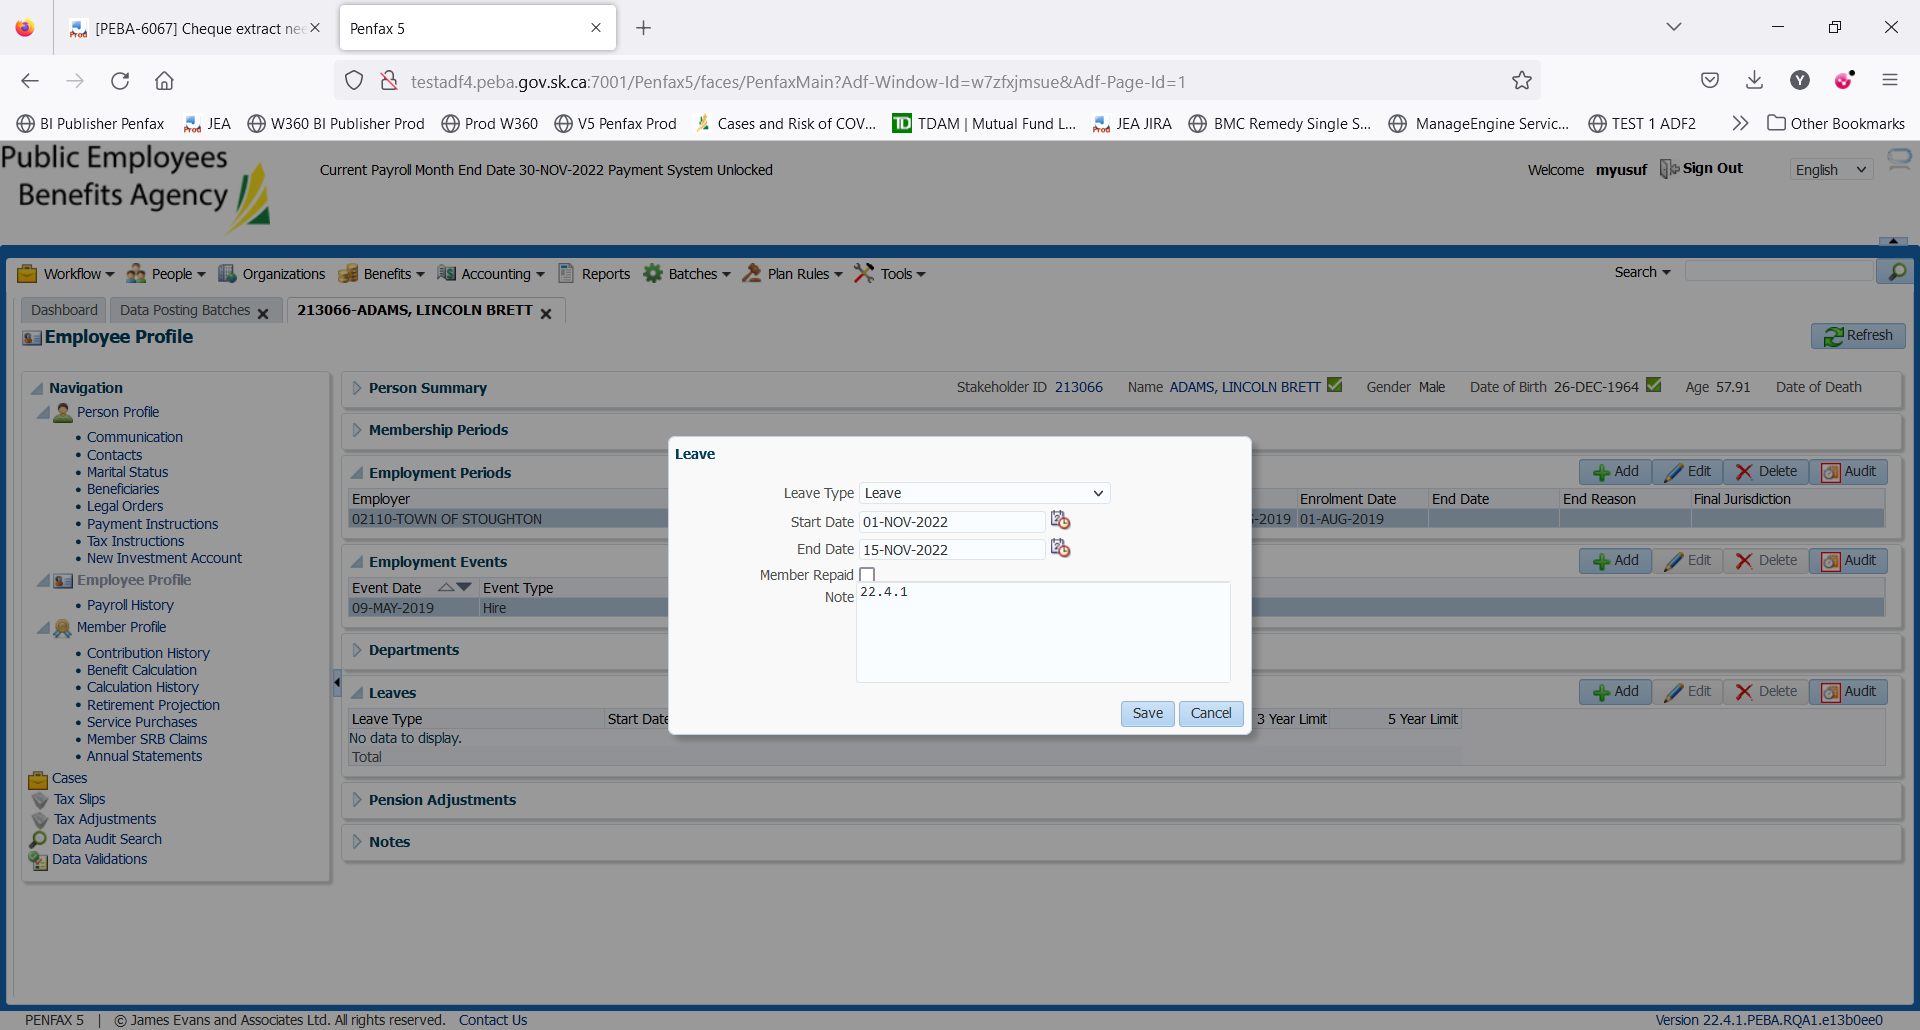 [PEBA-6067] Cheque extract nee
Penfax 5
testadf4.peba.gov.sk.ca:7001/Penfax5/faces/PenfaxMain?Adf-Window-Id=w7zfxjmsue&Adf-Page-Id=1
Y
BI Publisher Penfax
Prod JEA
W360 BI Publisher Prod
Prod W360
V5 Penfax Prod
Cases and Risk of COV...
TD TDAM | Mutual Fund L...
Prod JEA JIRA
BMC Remedy Single S...
ManageEngine Servic...
TEST 1 ADF2
Other Bookmarks
Public Employees
Benefits Agency
Current Payroll Month End Date 30-NOV-2022 Payment System Unlocked
Welcome myusuf Sign Out English
Workflow People Organizations Benefits Accounting Reports Batches Plan Rules Tools Search
Dashboard Data Posting Batches 213066-ADAMS, LINCOLN BRETT
Employee Profile Refresh
Navigation
Person Profile
Communication
Contacts
Marital Status
Beneficiaries
Legal Orders
Payment Instructions
Tax Instructions
New Investment Account
Employee Profile
Payroll History
Member Profile
Contribution History
Benefit Calculation
Calculation History
Retirement Projection
Service Purchases
Member SRB Claims
Annual Statements
Cases
Tax Slips
Tax Adjustments
Data Audit Search
Data Validations
Person Summary Stakeholder ID 213066 Name ADAMS, LINCOLN BRETT Gender Male Date of Birth 26-DEC-1964 Age 57.91 Date of Death
Membership Periods
Employment Periods Add Edit Delete Audit
Employer Enrolment Date End Date End Reason Final Jurisdiction
02110-TOWN OF STOUGHTON -2019 01-AUG-2019
Employment Events Add Edit Delete Audit
Event Date Event Type
09-MAY-2019 Hire
Departments
Leaves Add Edit Delete Audit
Leave Type Start Date 3 Year Limit 5 Year Limit
No data to display.
Total
Pension Adjustments
Notes
Leave
Leave Type Leave
Start Date 01-NOV-2022
End Date 15-NOV-2022
Member Repaid
Note 22.4.1
Save Cancel
PENFAX 5 | © James Evans and Associates Ltd. All rights reserved. Contact Us
Version 22.4.1.PEBA.RQA1.e13b0ee0